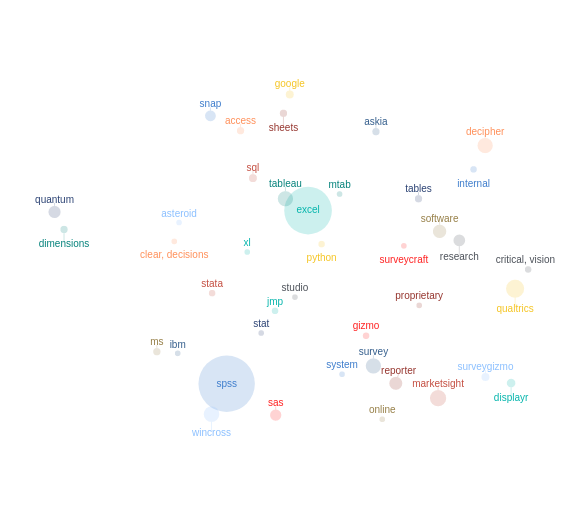 google
snap
access
sheets
askia
decipher
sql
tableau
mtab
internal
tables
quantum
excel
asteroid
software
dimensions
xl
clear, decisions
python
surveycraft
research
critical, vision
stata
studio
jmp
proprietary
qualtrics
stat
gizmo
ms
ibm
survey
system
reporter
surveygizmo
spss
marketsight
displayr
sas
online
wincross